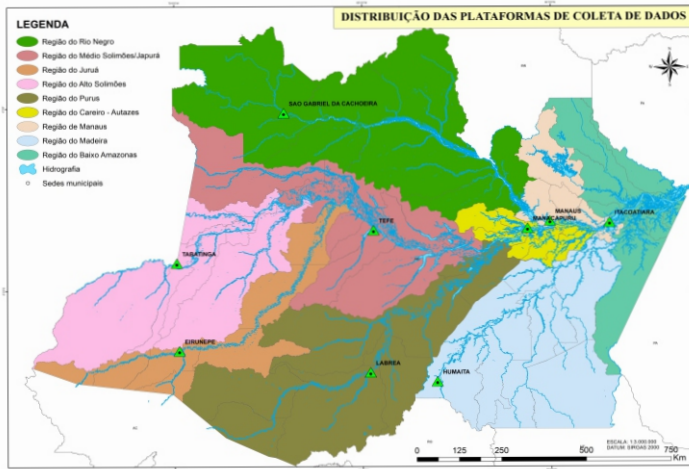 DISTRIBUIÇÃO DAS PLATAFORMAS DE COLETA DE DADOS
LEGENDA
Região do Rio Negro
Região do Médio Solimões/Japurá
Região do Juruá
Região do Alto Solimões
Região do Purus
Região do Careiro - Autazes
Região de Manaus
Região do Madeira
Região do Baixo Amazonas
Hidrografia
Sedes municipais
SAO GABRIEL DA CACHOEIRA
MANAUS
ITACOATIARA
MANACAPURU
TEFE
TABATINGA
EIRUNEPE
LABREA
HUMAITA
ESCALA: 1:3.000.000
DATUM: SIRGAS 2000
0 125 250 500 750
Km